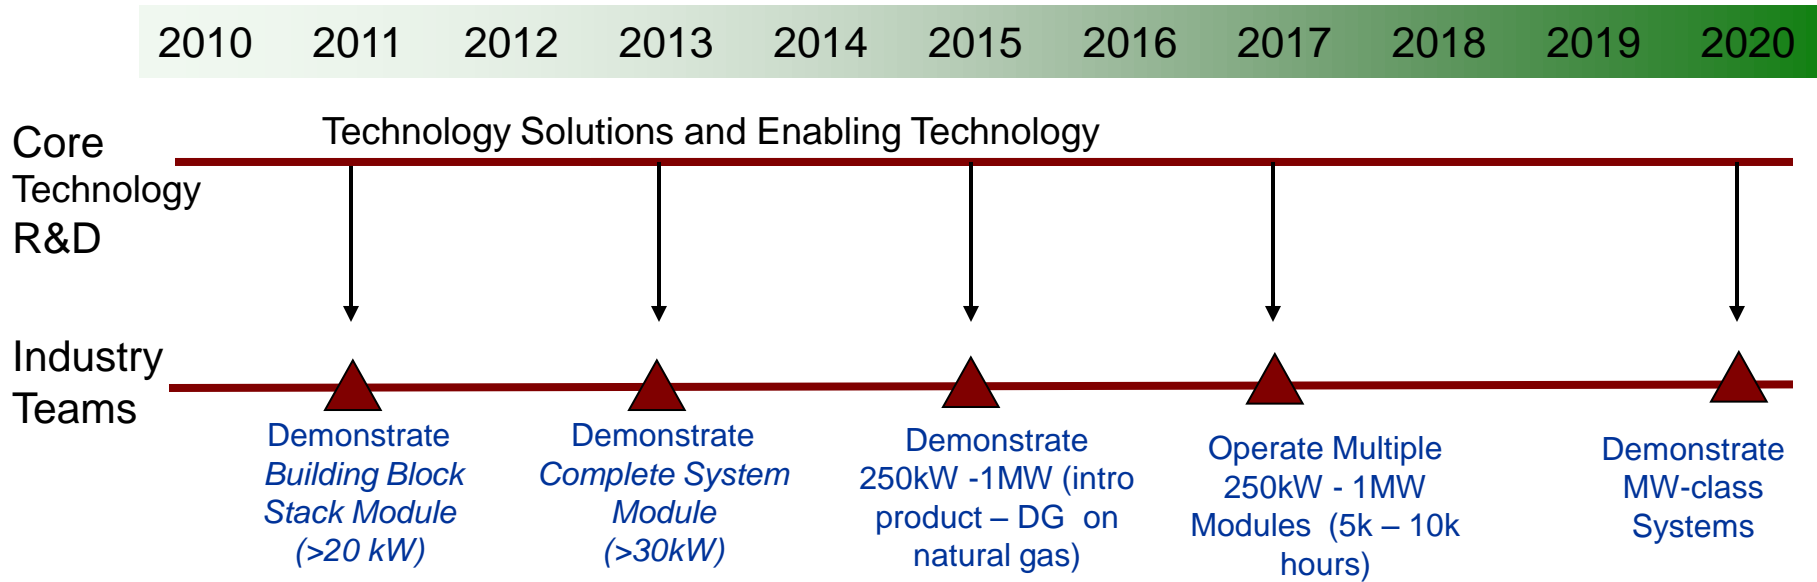 2010 2011 2012 2013 2014 2015 2016 2017 2018 2019 2020
Technology Solutions and Enabling Technology
Core
Technology
R&D
Industry
Teams
Demonstrate
Building Block
Stack Module
(>20 kW)
Demonstrate
Complete System
Module
(>30kW)
Demonstrate
250kW -1MW (intro
product – DG on
natural gas)
Operate Multiple
250kW - 1MW
Modules (5k – 10k
hours)
Demonstrate
MW-class
Systems